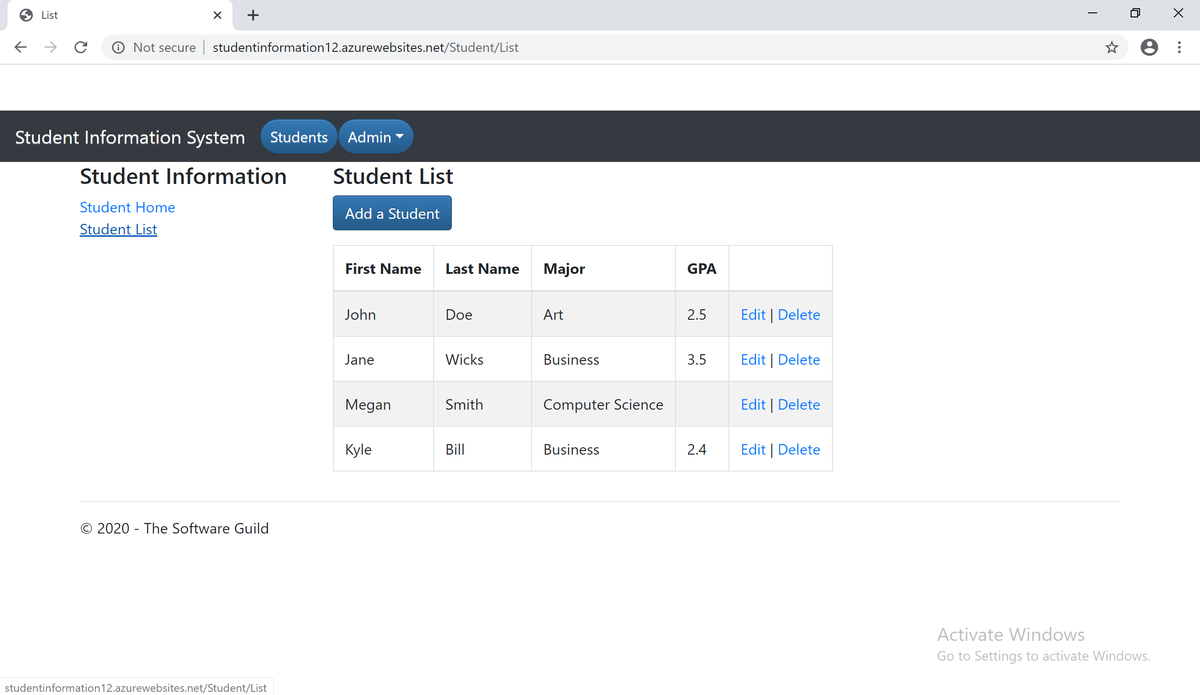 List
Not secure studentinformation12.azurewebsites.net/Student/List
Student Information System Students Admin
Student Information
Student Home
Student List
Student List
Add a Student
First Name Last Name Major GPA
John Doe Art 2.5 Edit | Delete
Jane Wicks Business 3.5 Edit | Delete
Megan Smith Computer Science Edit | Delete
Kyle Bill Business 2.4 Edit | Delete
© 2020 - The Software Guild
Activate Windows
Go to Settings to activate Windows.
studentinformation12.azurewebsites.net/Student/List